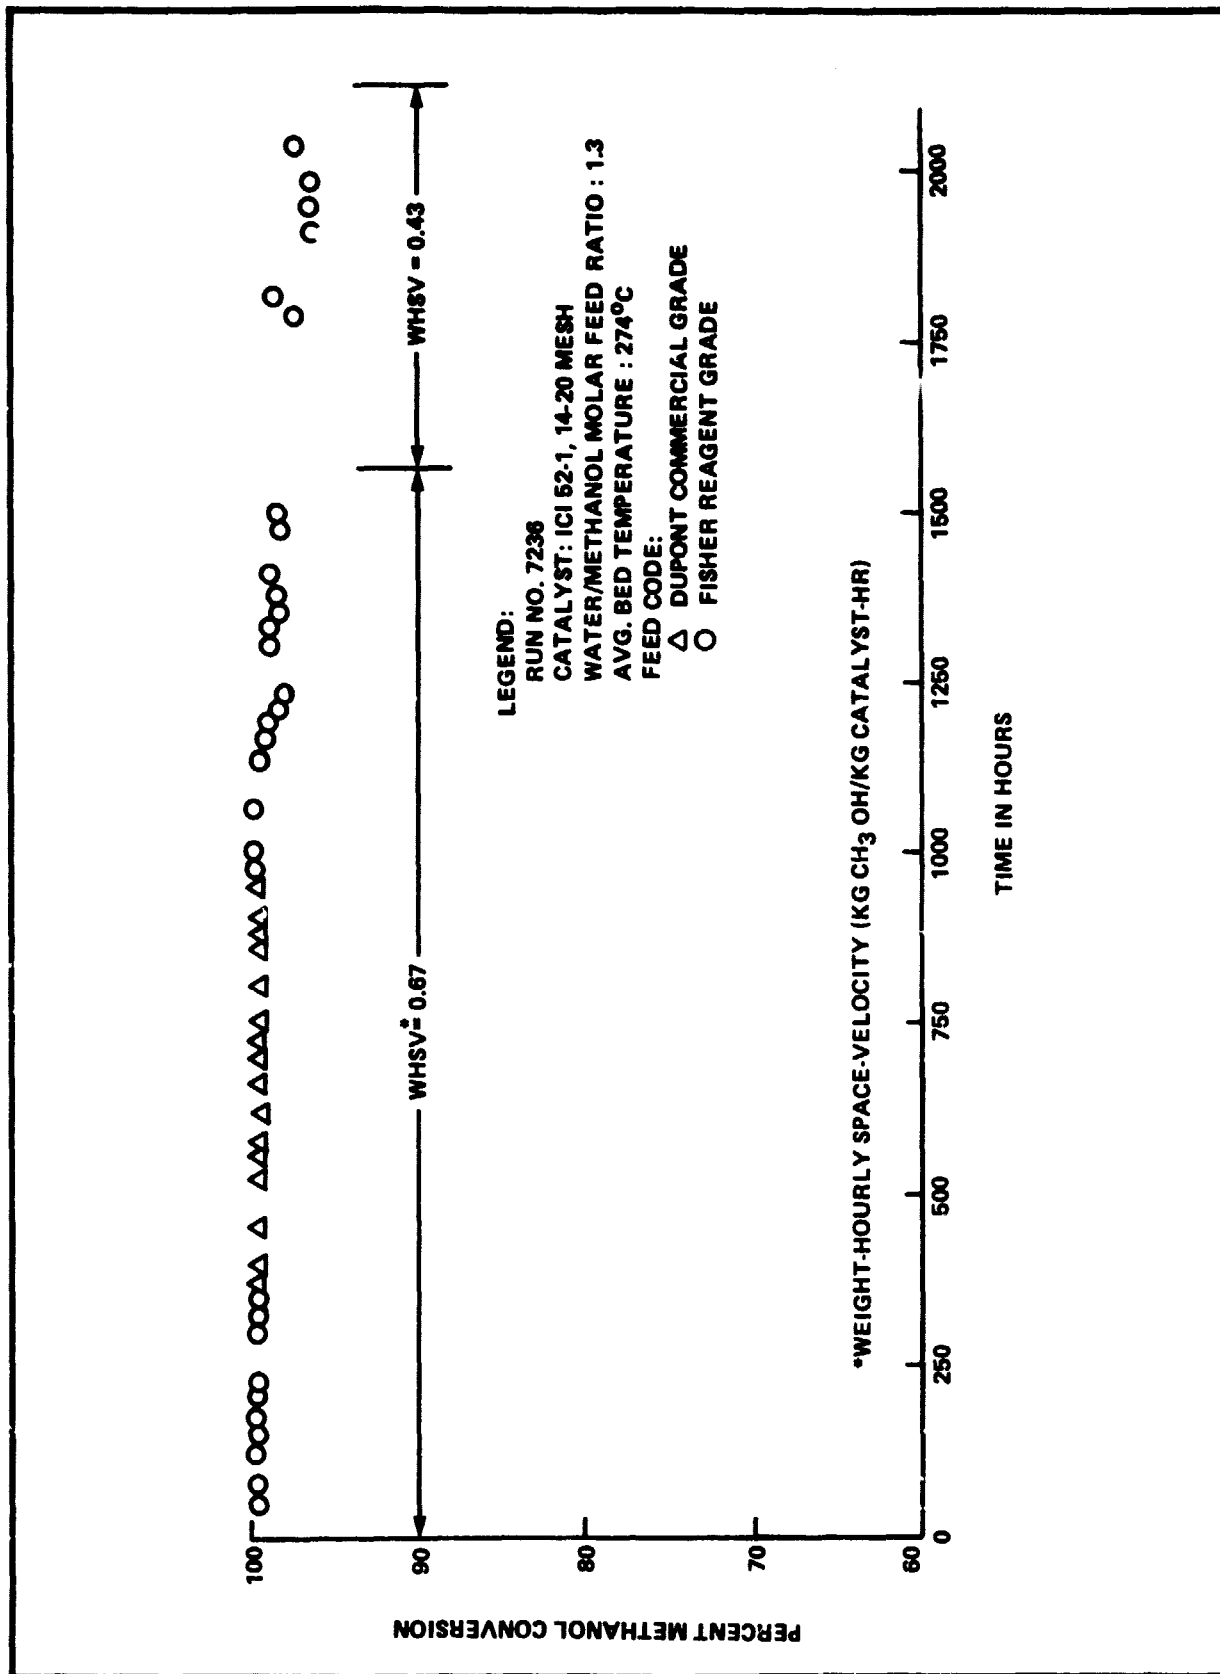 PERCENT METHANOL CONVERSION
100
90
80
70
60
WHSV* = 0.67
WHSV = 0.43
LEGEND:
RUN NO. 7236
CATALYST: ICI 52-1, 14-20 MESH
WATER/METHANOL MOLAR FEED RATIO : 1.3
AVG. BED TEMPERATURE : 274°C
FEED CODE:
△ DUPONT COMMERCIAL GRADE
○ FISHER REAGENT GRADE
*WEIGHT-HOURLY SPACE-VELOCITY (KG CH3 OH/KG CATALYST-HR)
0
250
500
750
1000
1250
1500
1750
2000
TIME IN HOURS